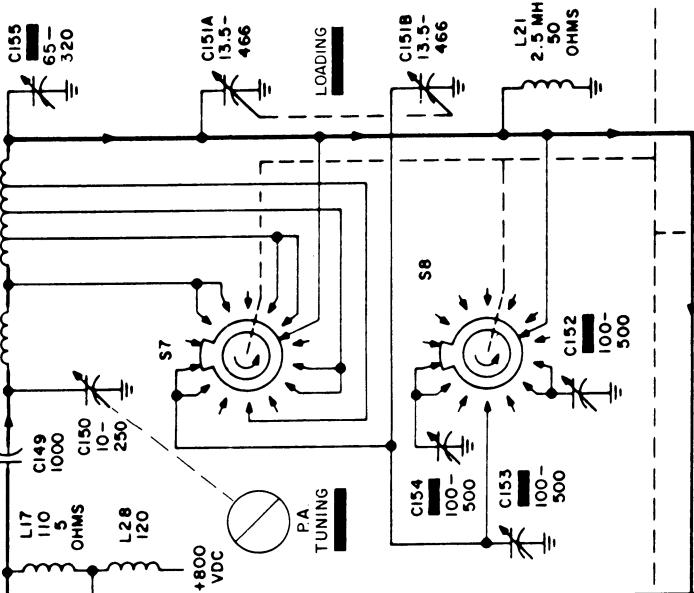 C155
65-
320
C151A
13.5-
466
LOADING
C151B
13.5-
466
L21
2.5 MH
50
OHMS
S7
S8
C149
1000
C150
10-
250
C152
100-
500
L17
110
5
OHMS
L28
120
+800
VDC
P.A
TUNING
C154
100-
500
C153
100-
500